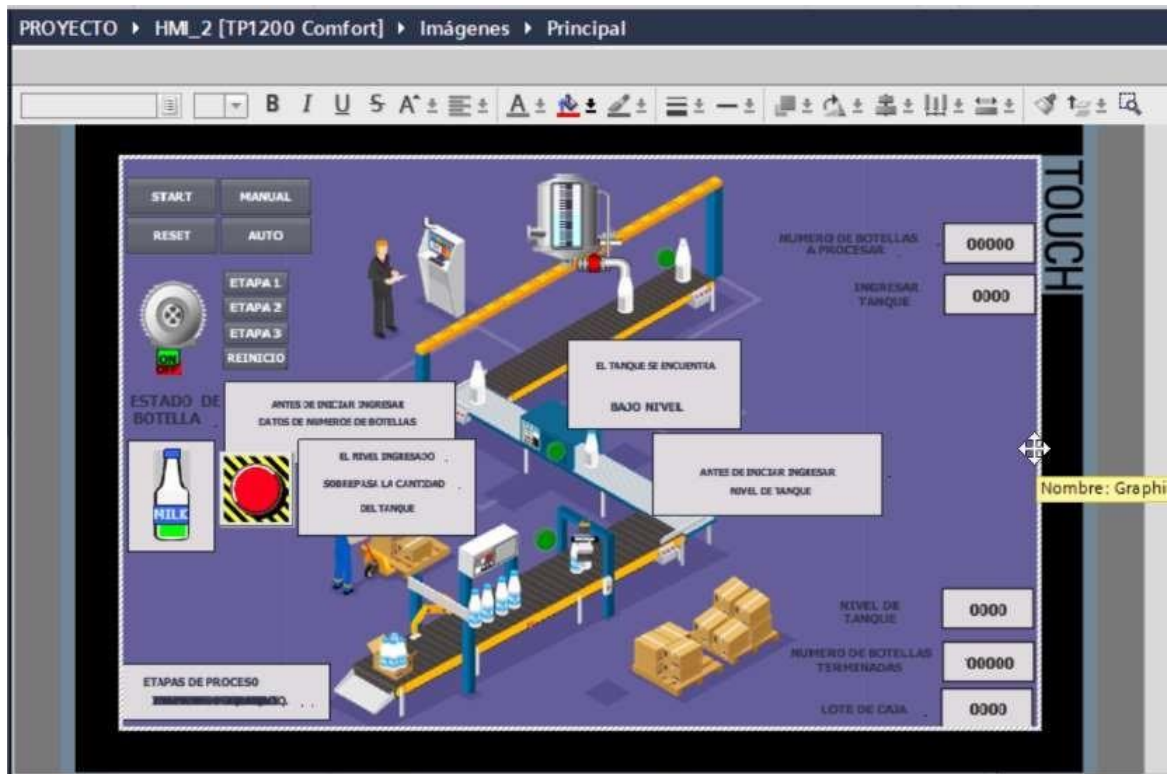 PROYECTO ▸ HMI_2 [TP1200 Comfort] ▸ Imágenes ▸ Principal
B I U S A A
TOUCH
START MANUAL
RESET AUTO
NUMERO DE BOTELLAS
A PROCESAR
00000
INGRESAR
TANQUE
0000
ETAPA 1
ETAPA 2
ETAPA 3
REINICIO
ON
OFF
ESTADO DE
BOTELLA
MILK
ANTES DE INICIAR INGRESAR
DATOS DE NUMEROS DE BOTELLAS
EL NIVEL INGRESADO
SOBREPASA LA CANTIDAD
DEL TANQUE
EL TANQUE SE ENCUENTRA
BAJO NIVEL
ANTES DE INICIAR INGRESAR
NIVEL DE TANQUE
Nombre: Graphi
NIVEL DE
TANQUE
0000
NUMERO DE BOTELLAS
TERMINADAS
00000
LOTE DE CAJA
0000
ETAPAS DE PROCESO